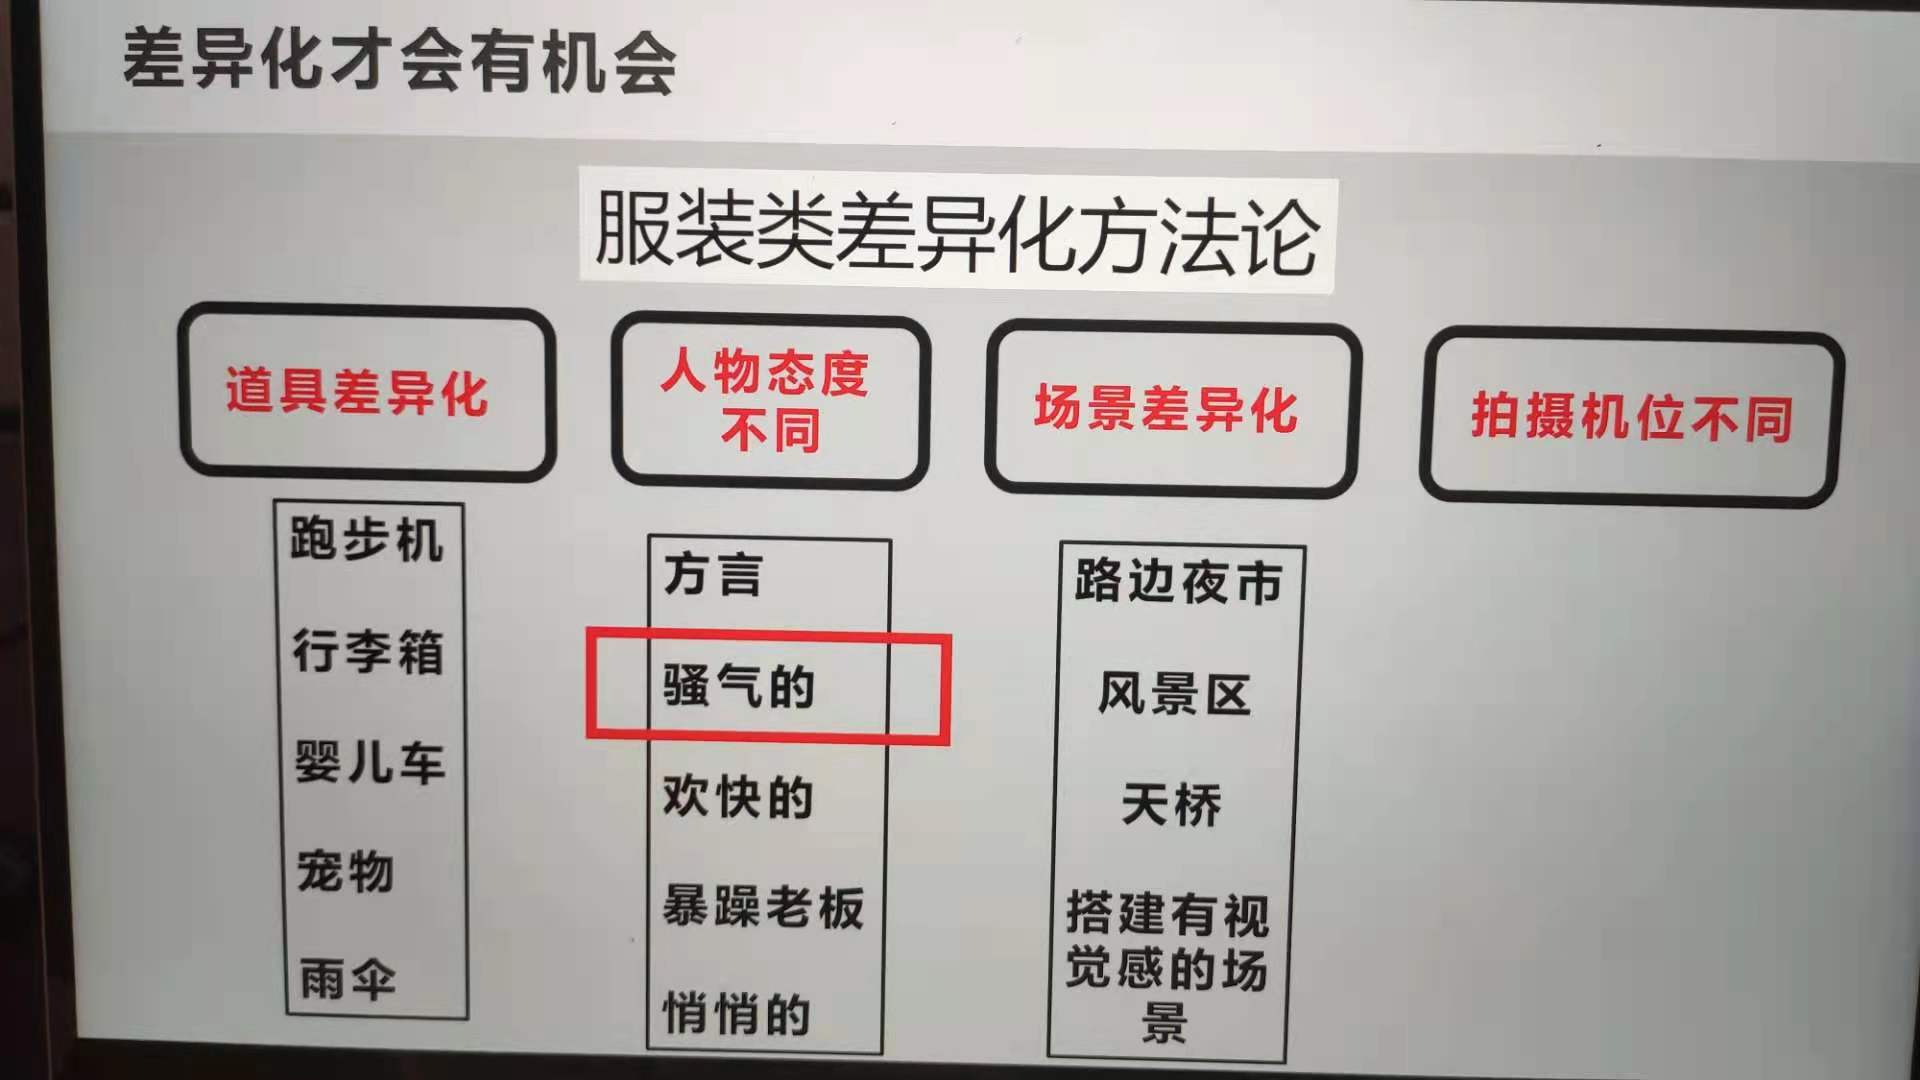 差异化才会有机会
服装类差异化方法论
道具差异化
跑步机
行李箱
婴儿车
宠物
雨伞
人物态度
不同
方言
骚气的
欢快的
暴躁老板
悄悄的
场景差异化
路边夜市
风景区
天桥
搭建有视
觉感的场
景
拍摄机位不同